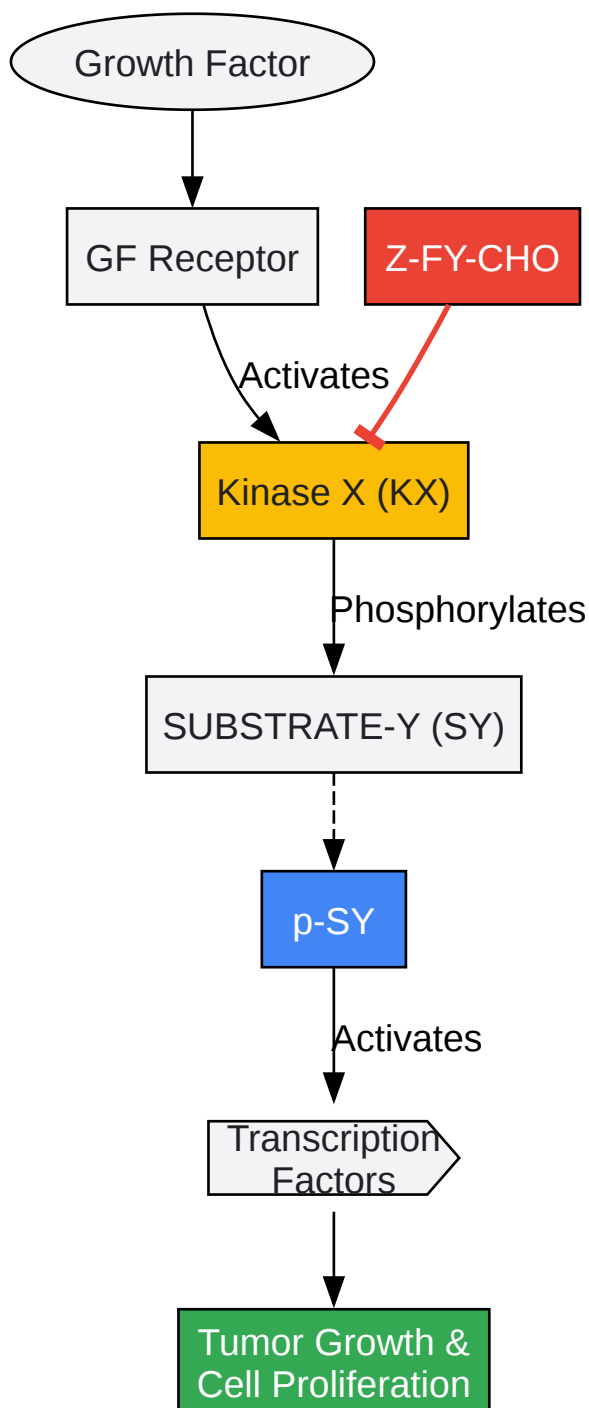 Growth Factor
GF Receptor
Z-FY-CHO
Activates
Kinase X (KX)
Phosphorylates
SUBSTRATE-Y (SY)
p-SY
Activates
Transcription
Factors
Tumor Growth &
Cell Proliferation